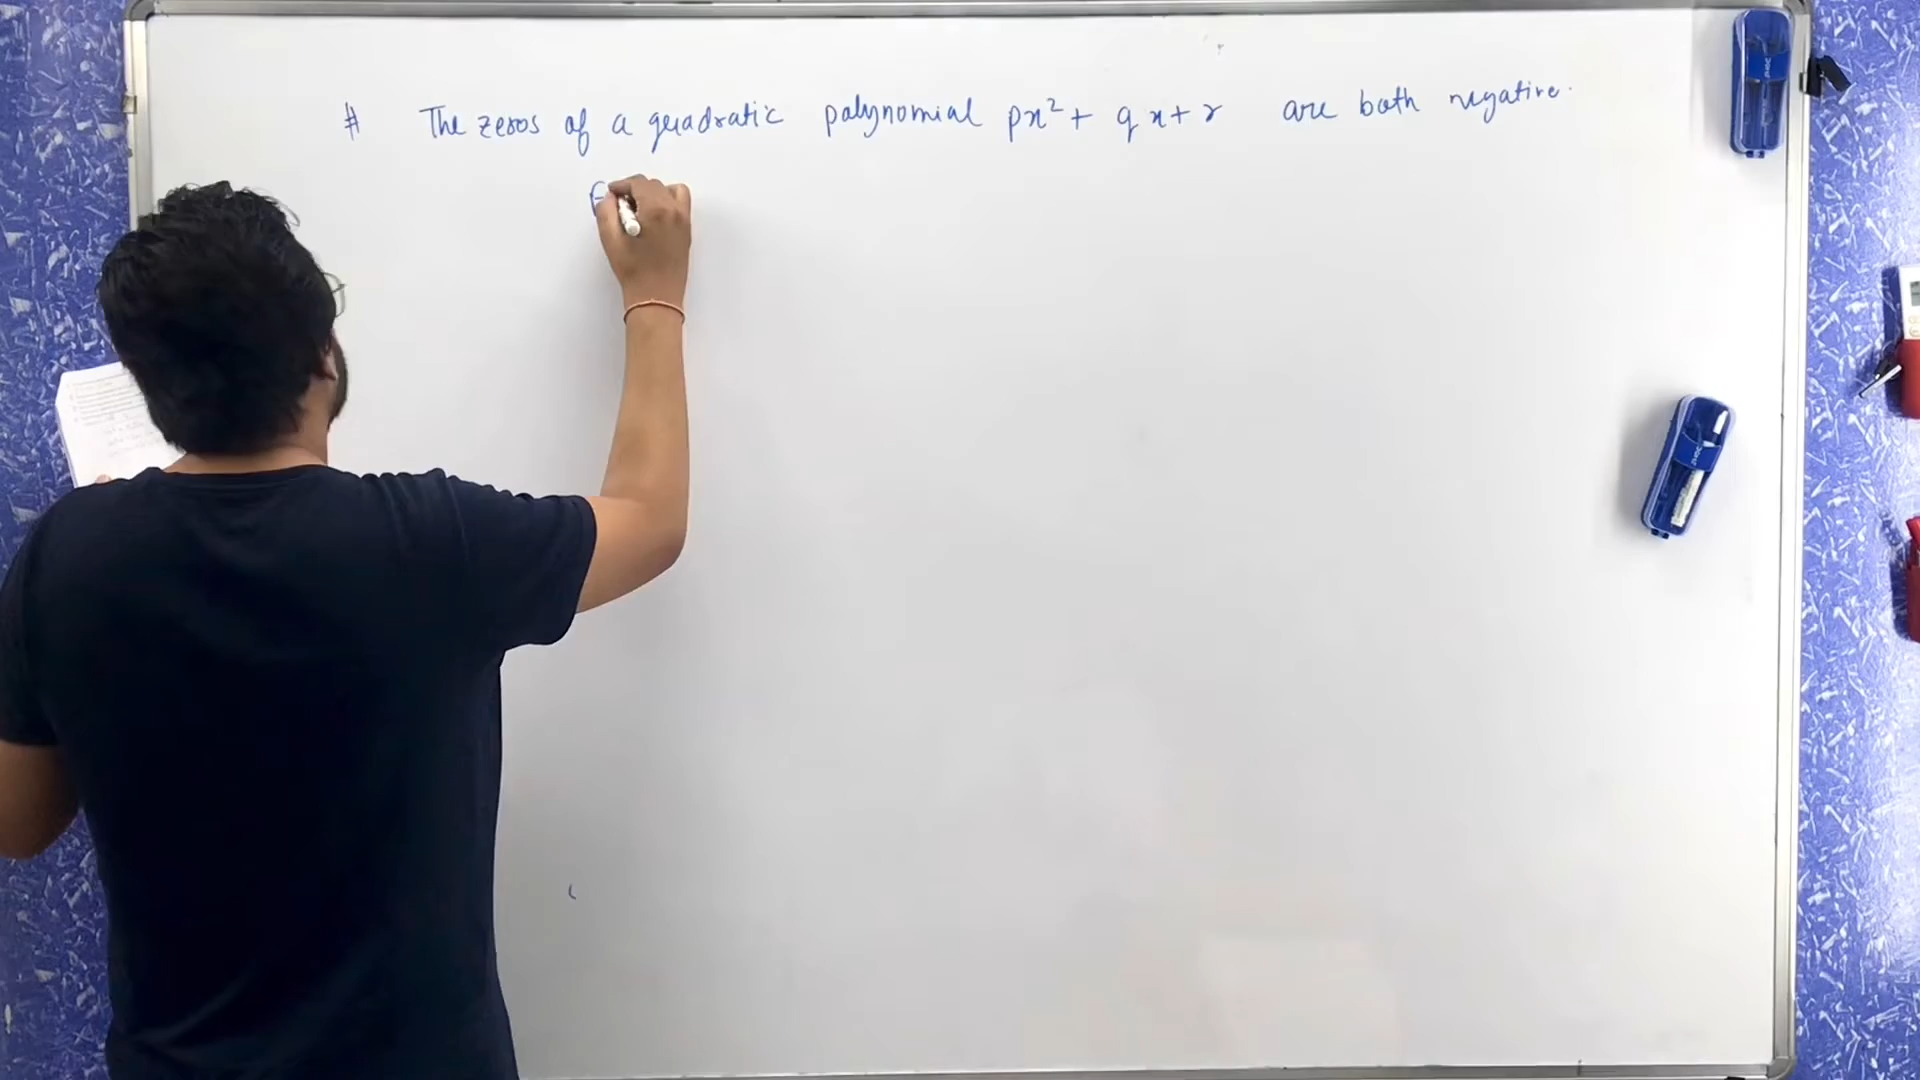 # The zeros of a quadratic polynomial px² + qx + r are both negative.